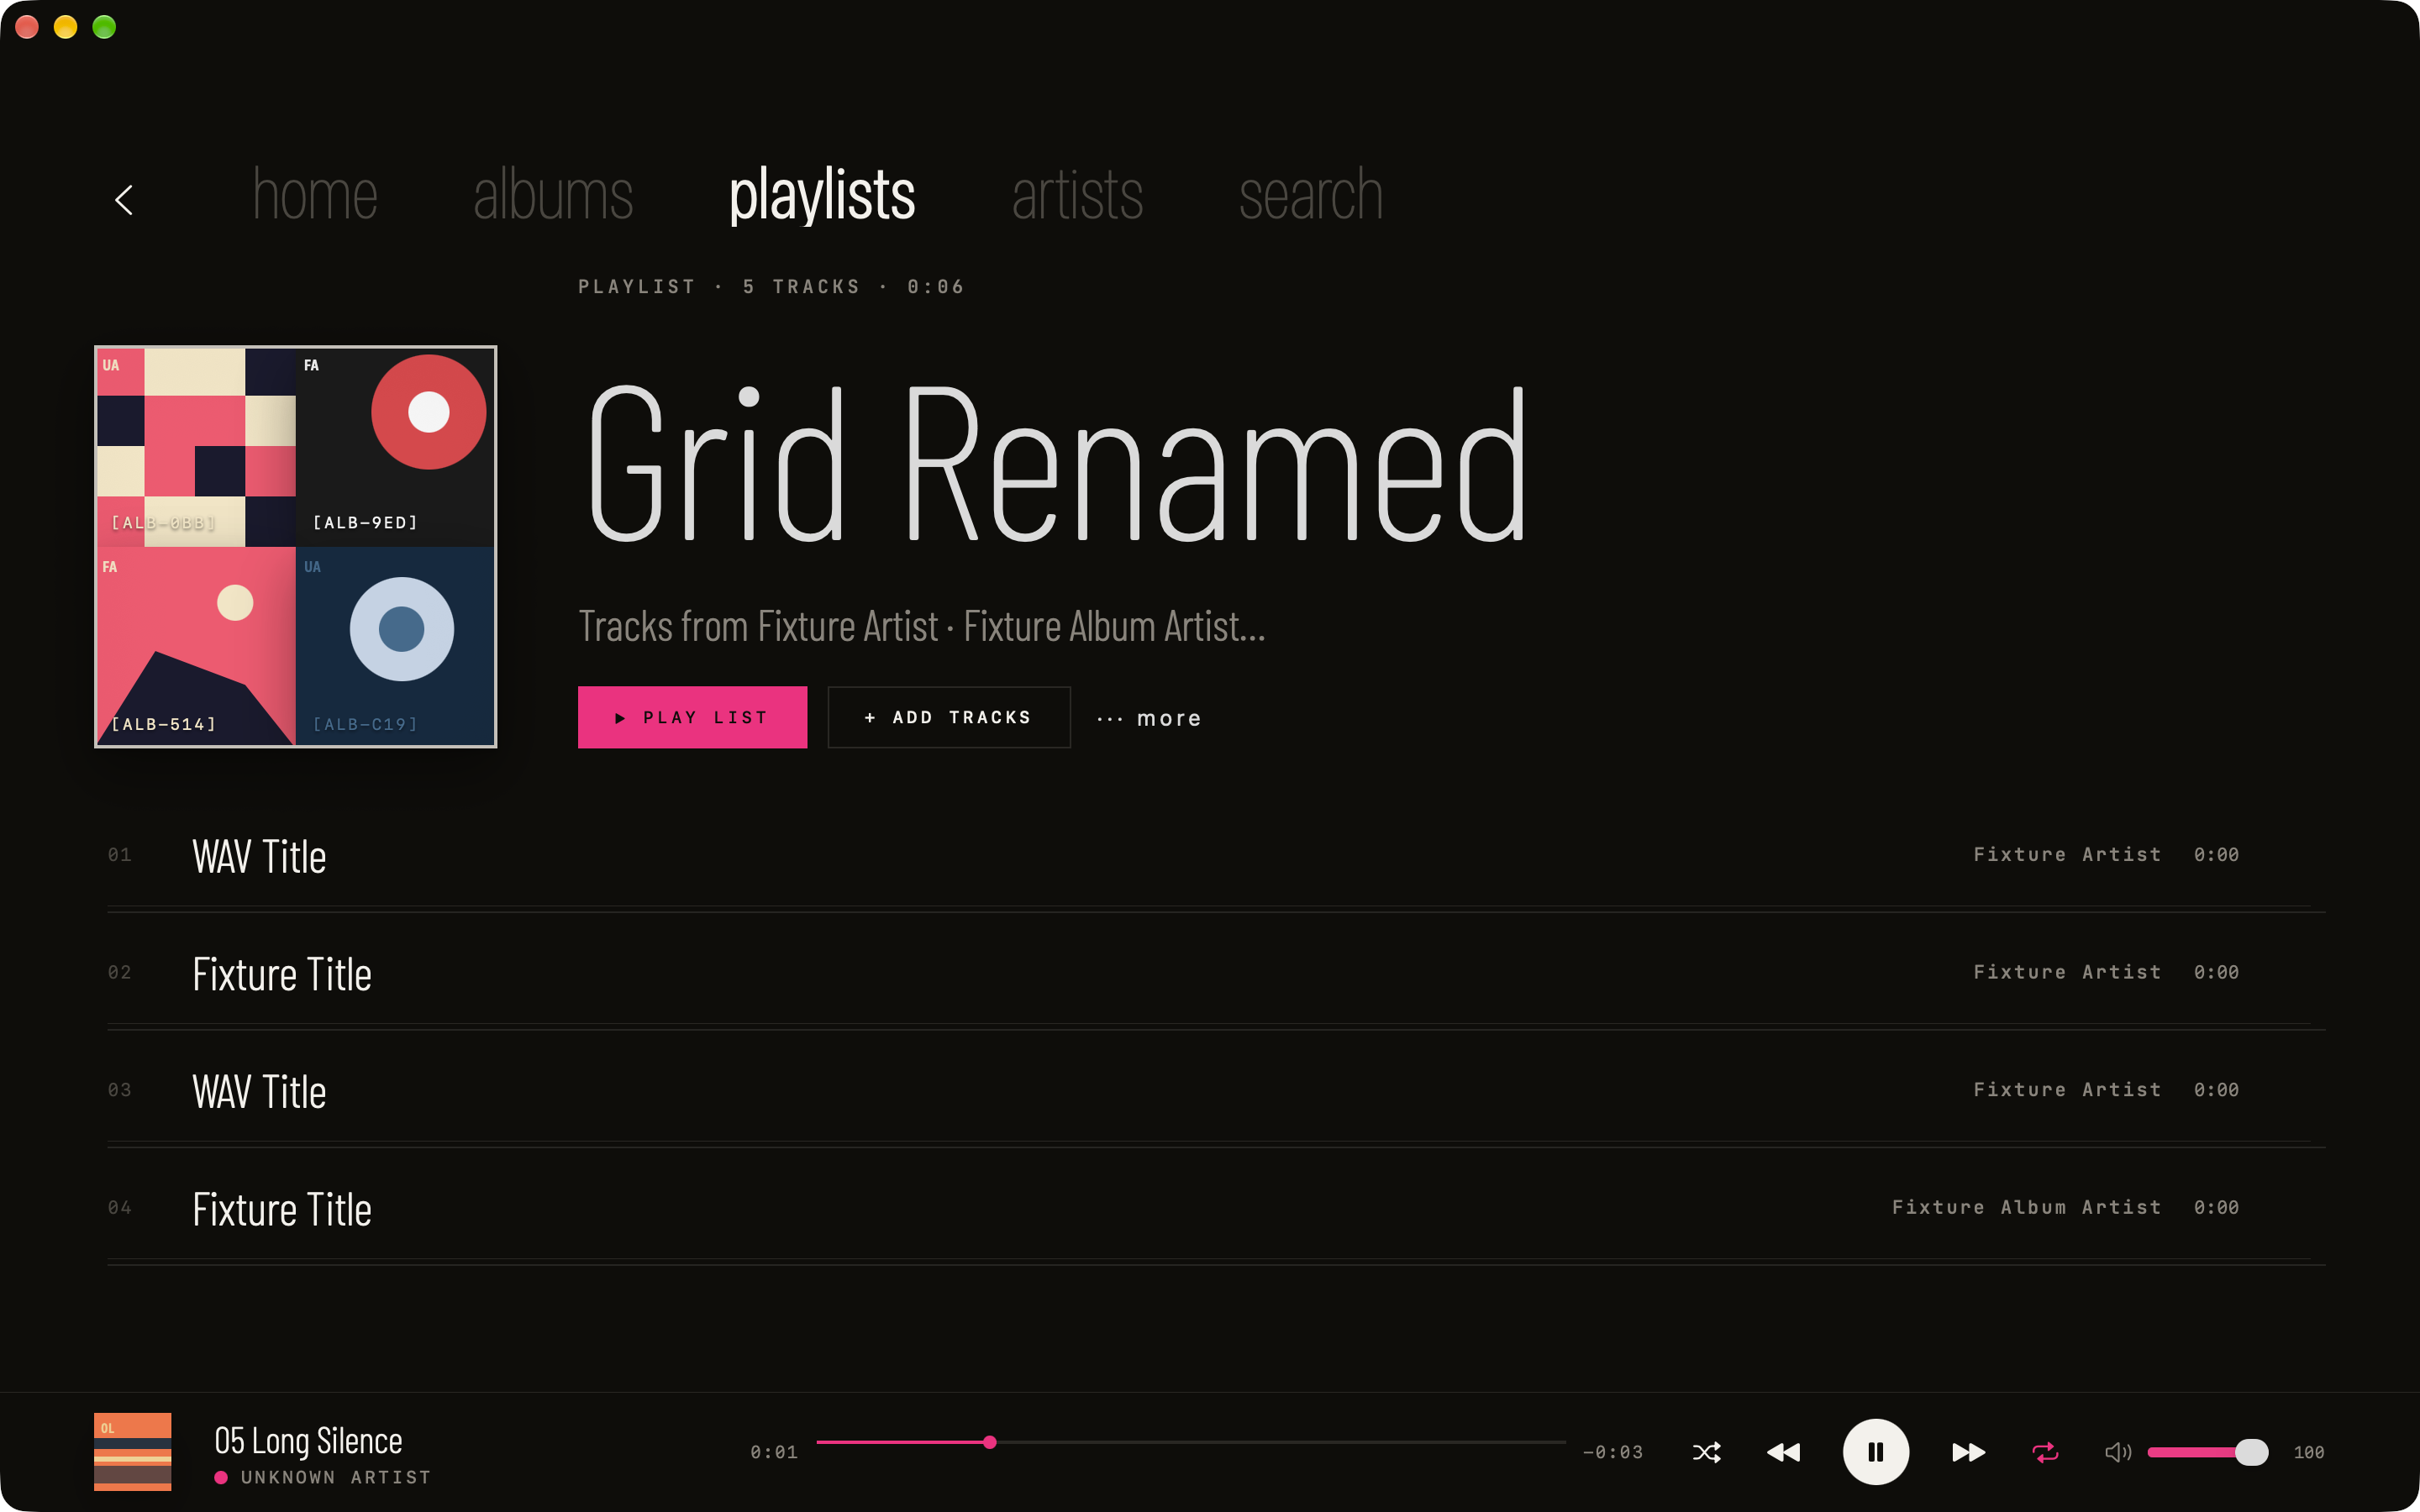 home albums playlists artists search
PLAYLIST · 5 TRACKS · 0:06
UA
[ALB-0BB]
FA
[ALB-9ED]
FA
[ALB-514]
UA
[ALB-C19]
Grid Renamed
Tracks from Fixture Artist · Fixture Album Artist...
PLAY LIST
+ ADD TRACKS
··· more
01 WAV Title Fixture Artist 0:00
02 Fixture Title Fixture Artist 0:00
03 WAV Title Fixture Artist 0:00
04 Fixture Title Fixture Album Artist 0:00
OL
05 Long Silence
UNKNOWN ARTIST
0:01
-0:03
100